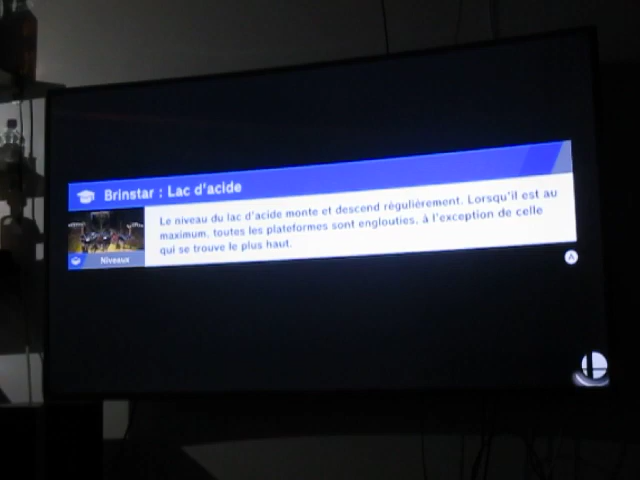 Brinstar : Lac d'acide
Le niveau du lac d'acide monte et descend régulièrement. Lorsqu'il est au
maximum, toutes les plateformes sont englouties, à l'exception de celle
qui se trouve le plus haut.
Niveaux
A